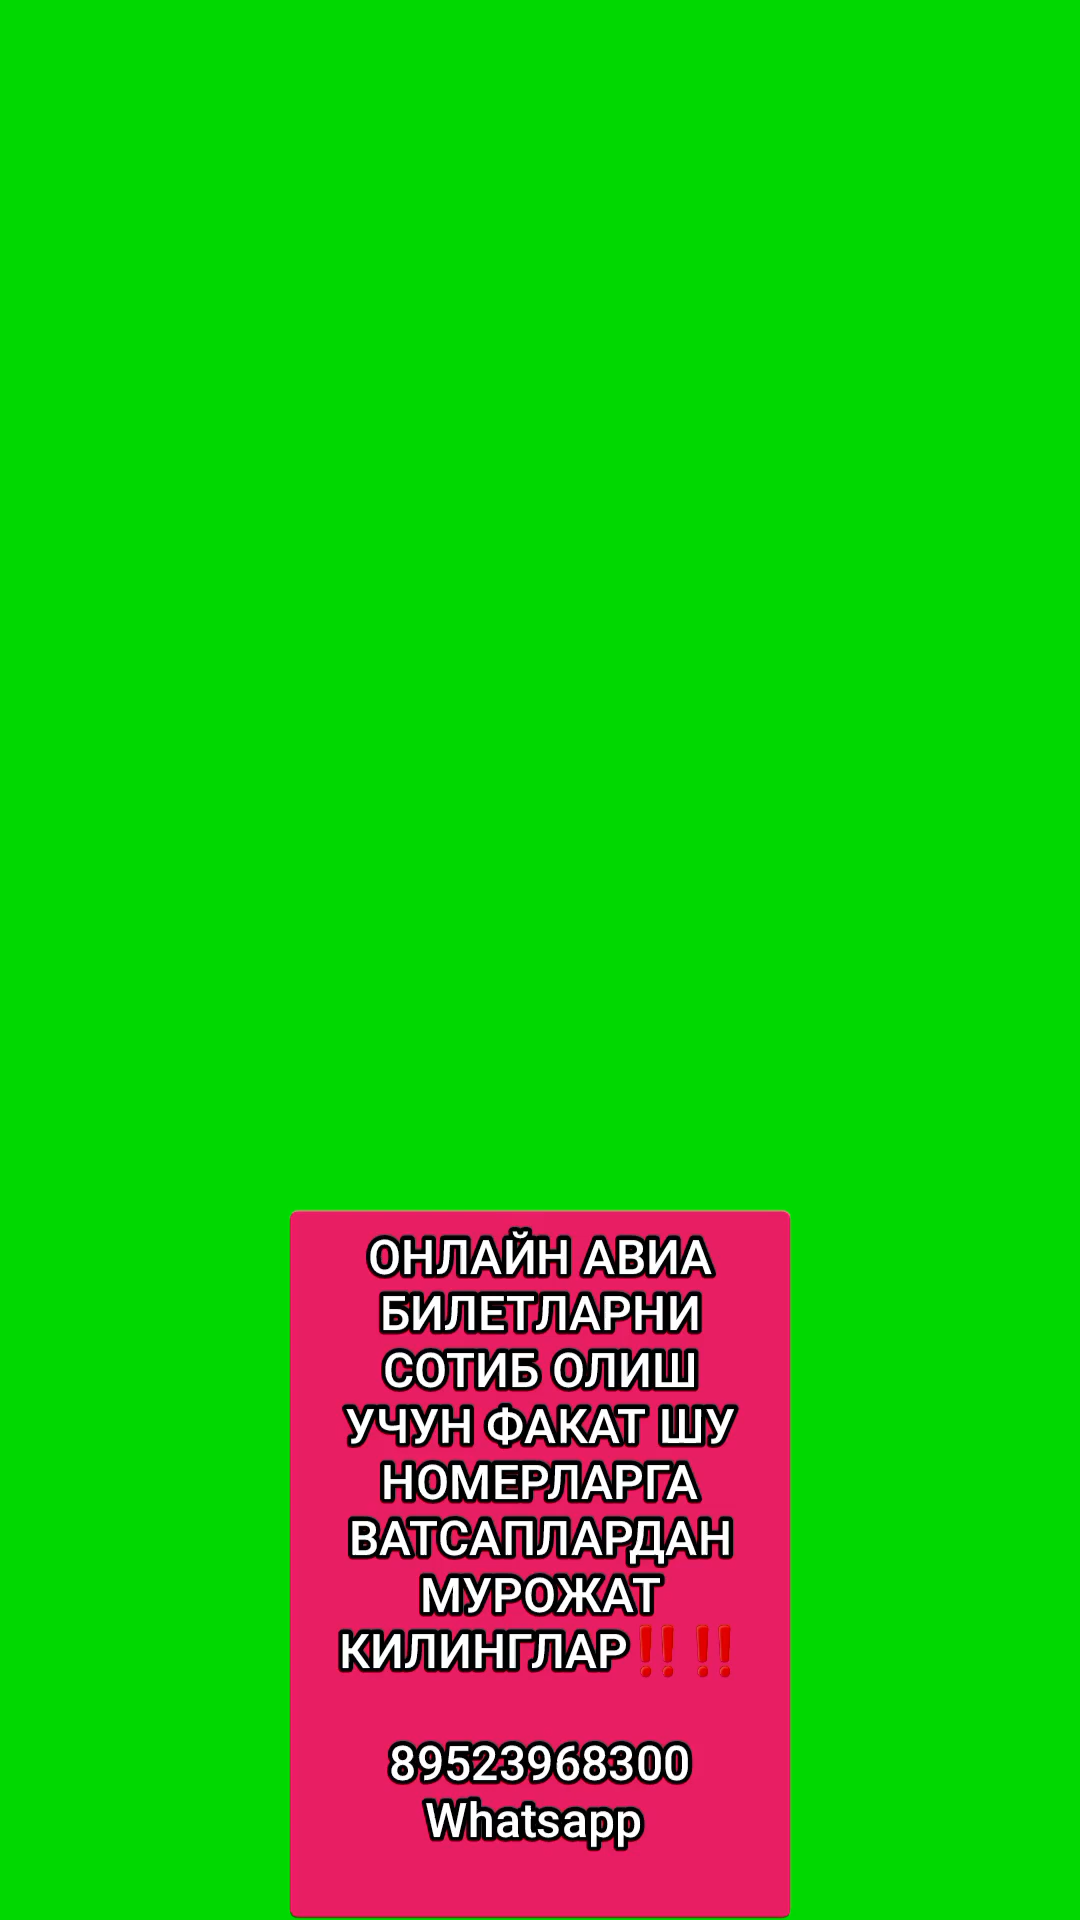 ОНЛАЙН АВИА
БИЛЕТЛАРНИ
СОТИБ ОЛИШ
УЧУН ФАКАТ ШУ
НОМЕРЛАРГА
ВАТСАПЛАРДАН
МУРОЖАТ
КИЛИНГЛАР‼️‼️
89523968300
Whatsapp